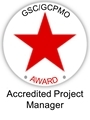 GSC/GCPMO
AWARD
Accredited Project
Manager